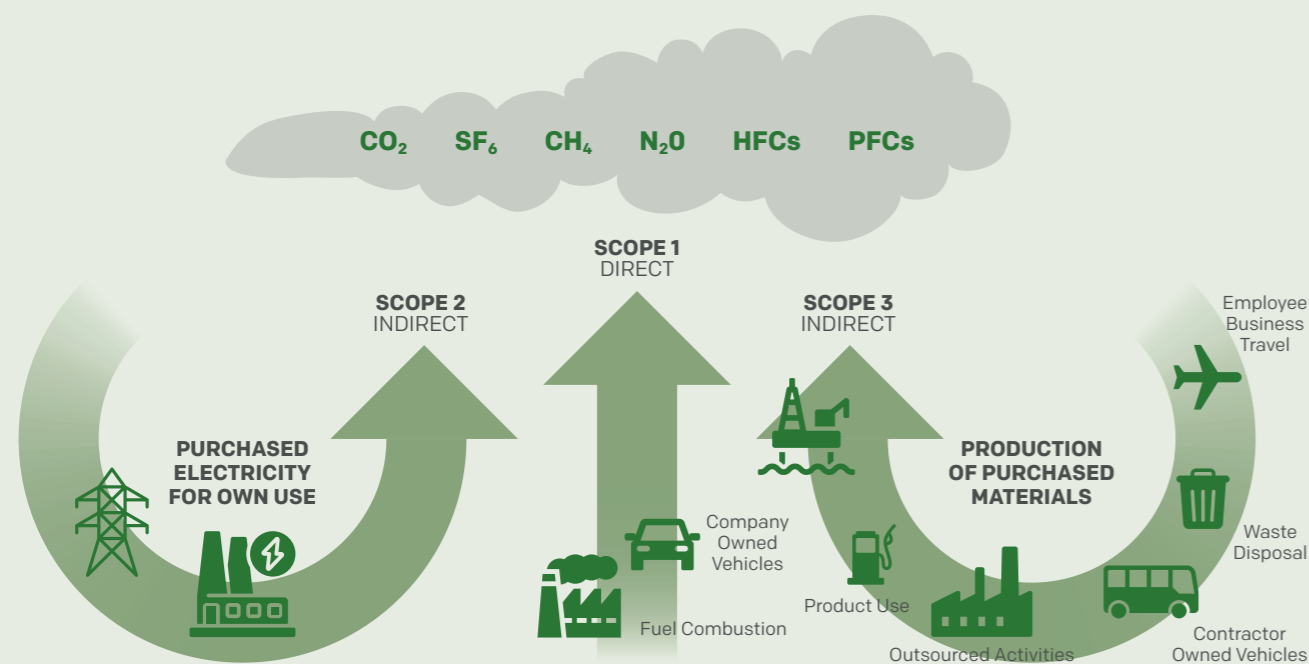 CO₂ SF₆ CH₄ N₂0 HFCs PFCs
SCOPE 1
DIRECT
SCOPE 2
INDIRECT
SCOPE 3
INDIRECT
Employee
Business
Travel
PURCHASED
ELECTRICITY
FOR OWN USE
PRODUCTION
OF PURCHASED
MATERIALS
Company
Owned
Vehicles
Waste
Disposal
Product Use
Fuel Combustion
Contractor
Owned Vehicles
Outsourced Activities